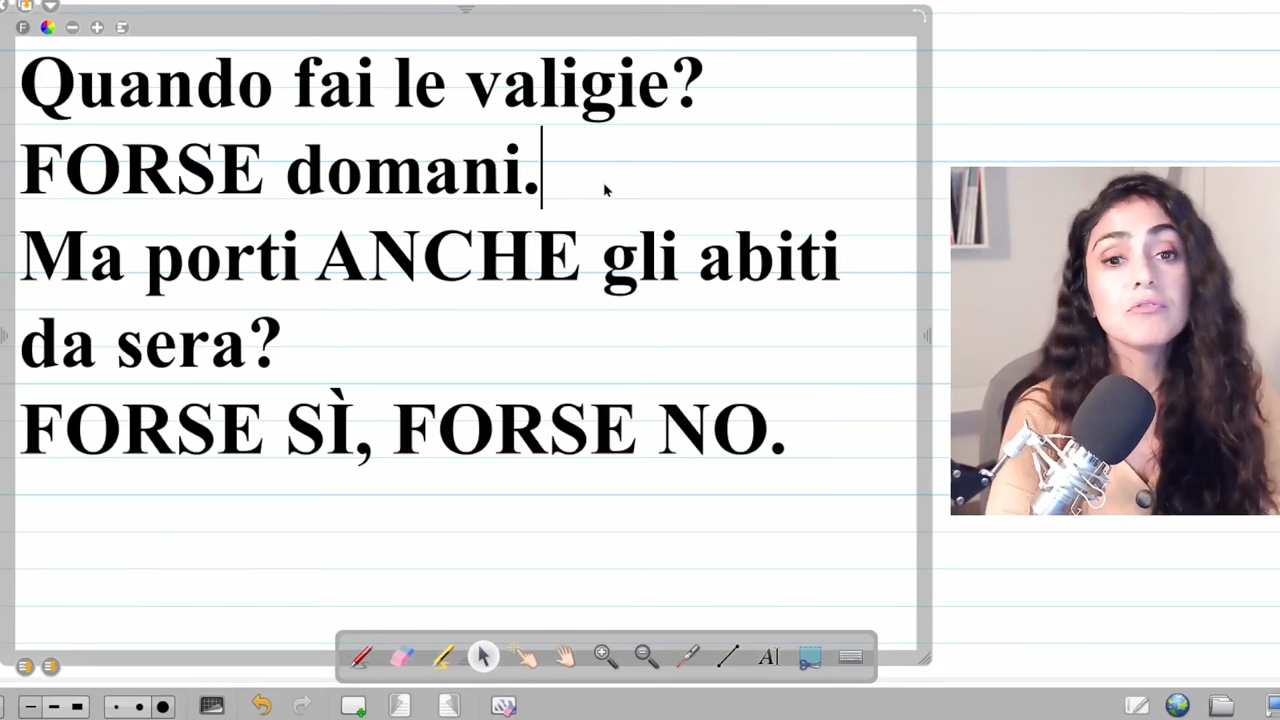 Quando fai le valigie?
FORSE domani.
Ma porti ANCHE gli abiti
da sera?
FORSE SÌ, FORSE NO.